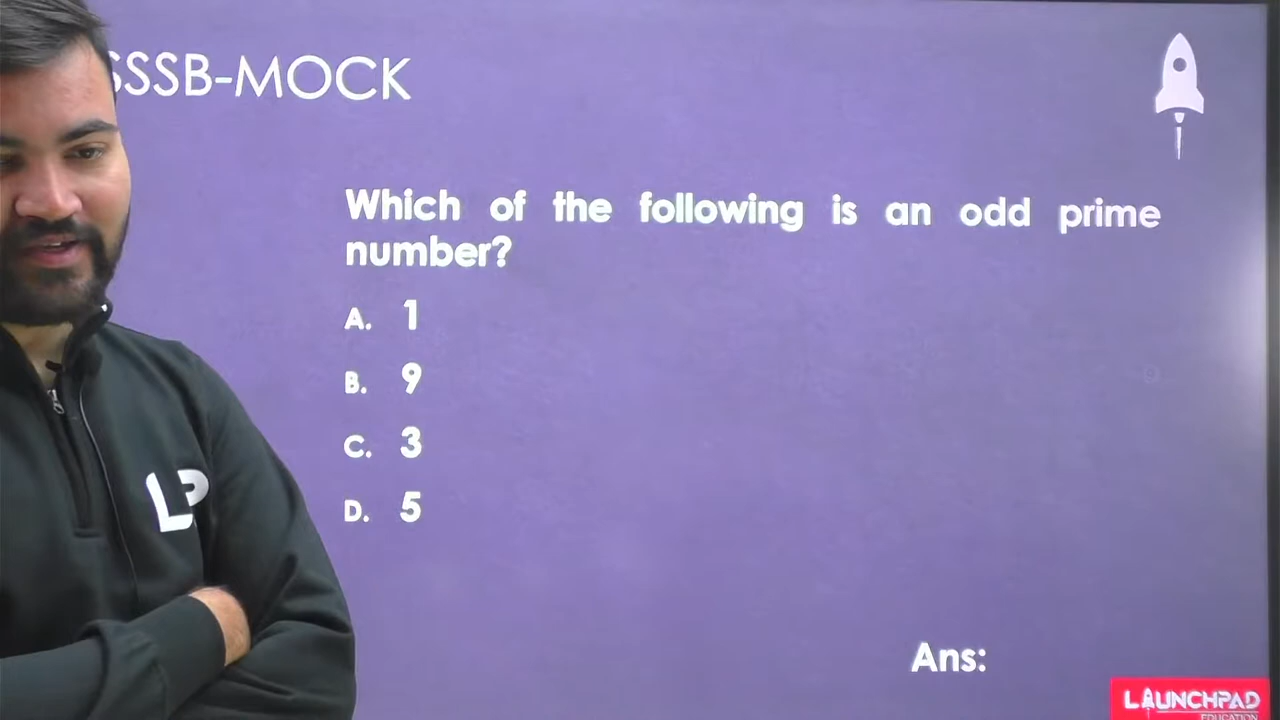 SSSB-MOCK
Which of the following is an odd prime
number?
A. 1
B. 9
C. 3
D. 5
LP
Ans:
LAUNCHPAD
EDUCATION